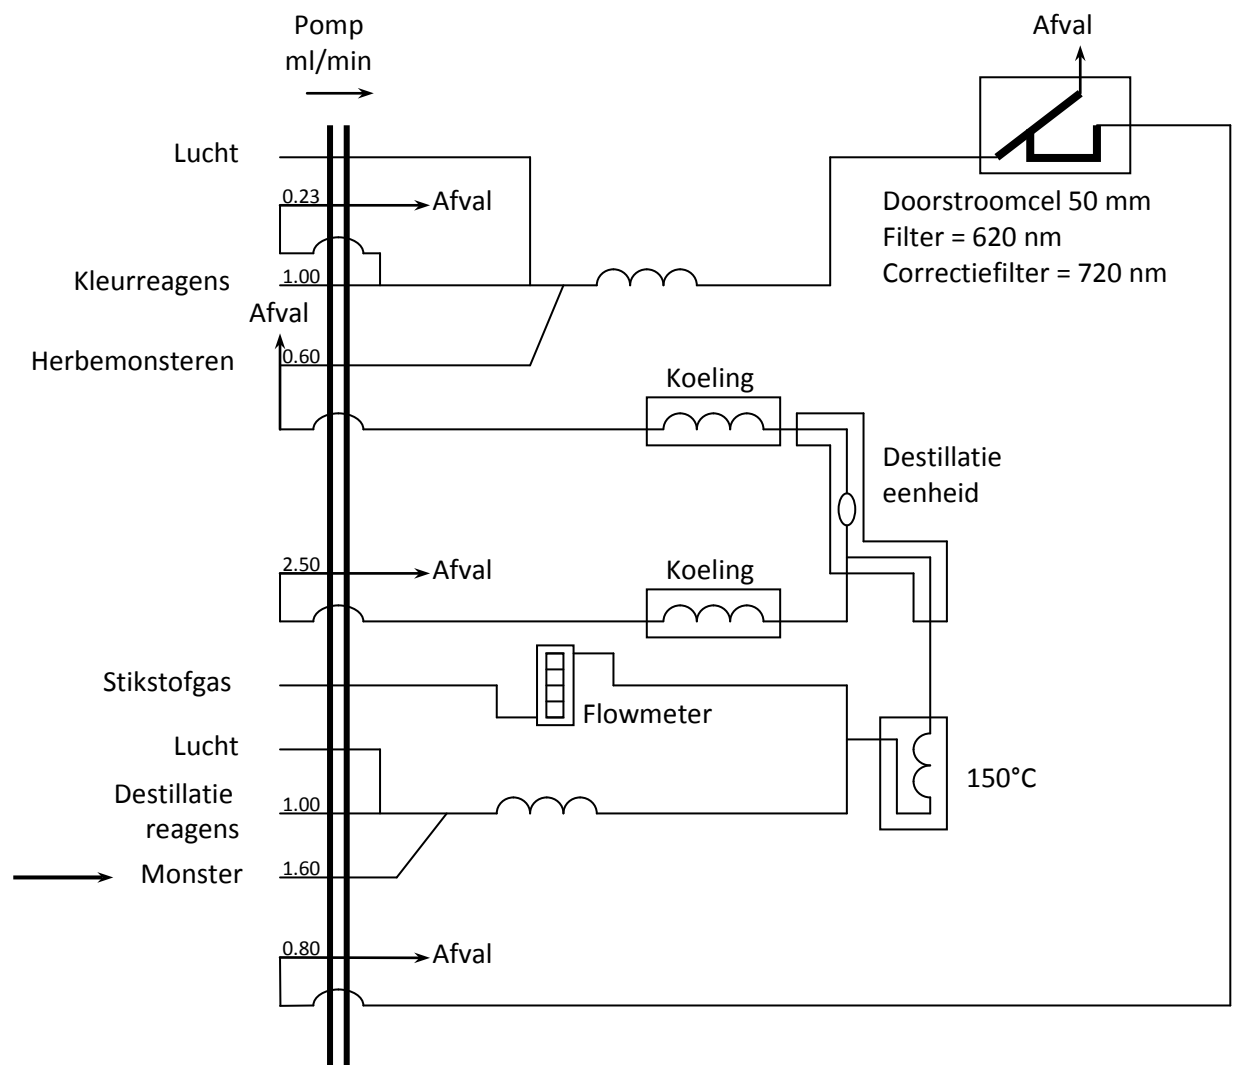 Pomp
ml/min
Afval
Lucht
0.23
Afval
Doorstroomcel 50 mm
Filter = 620 nm
Correctiefilter = 720 nm
Kleurreagens
1.00
Afval
Herbemonsteren
0.60
Koeling
Destillatie
eenheid
2.50
Afval
Koeling
Stikstofgas
Flowmeter
Lucht
150°C
Destillatie
reagens
1.00
Monster
1.60
0.80
Afval